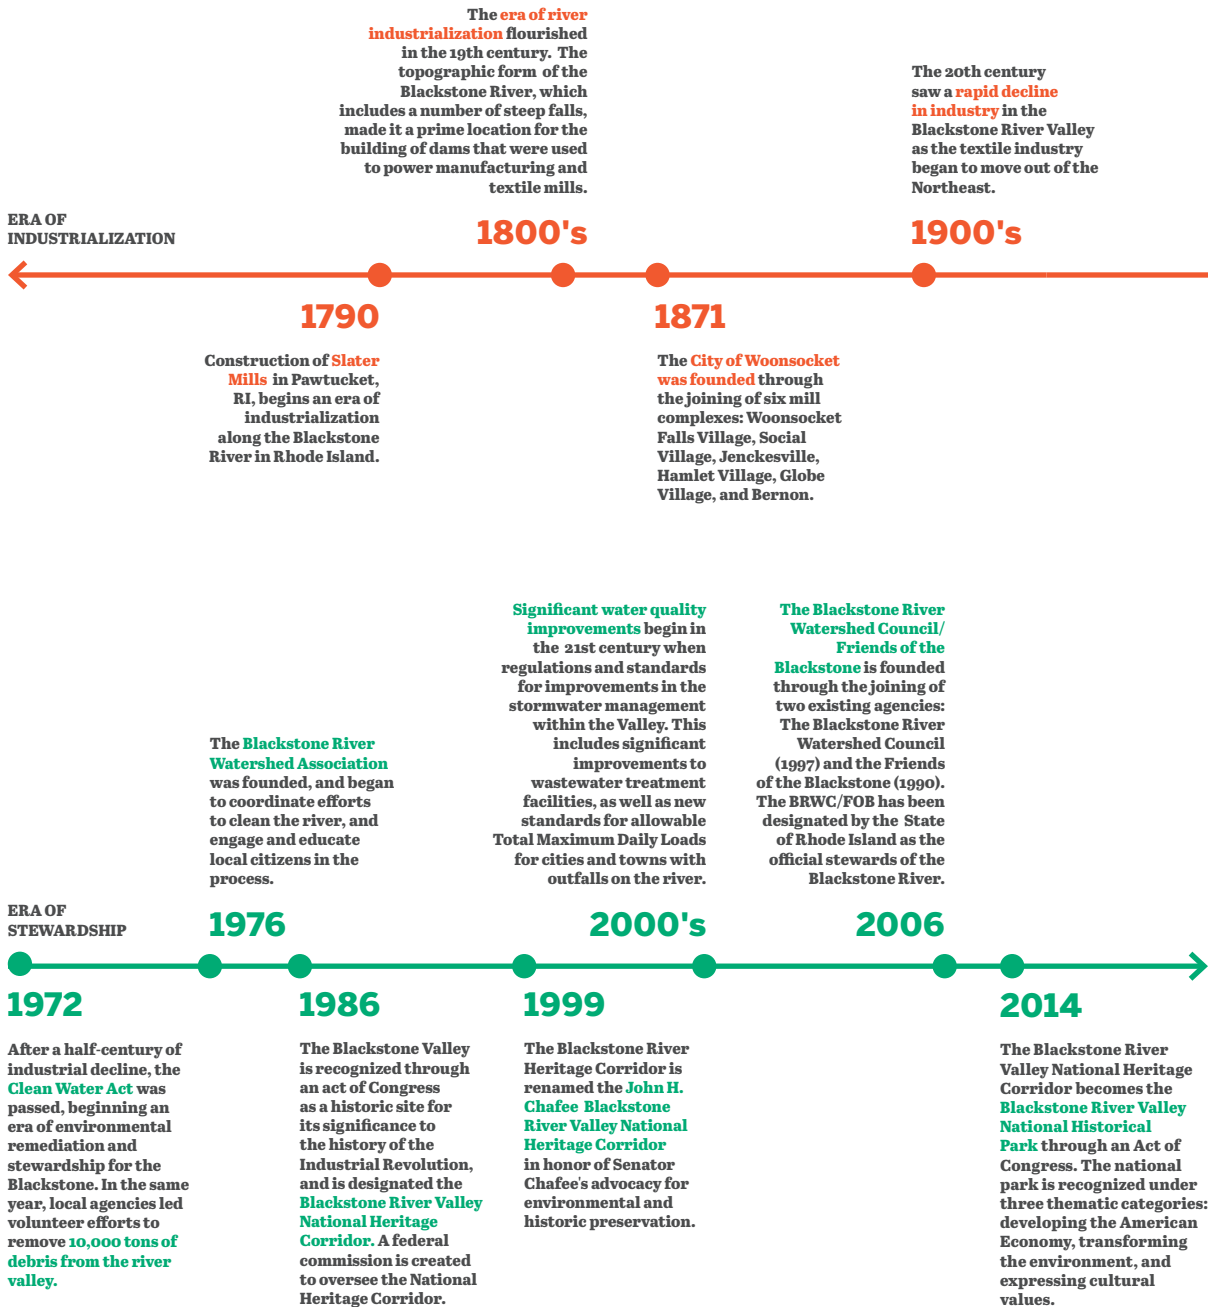 The era of river
industrialization flourished
in the 19th century. The
topographic form of the
Blackstone River, which
includes a number of steep falls,
made it a prime location for the
building of dams that were used
to power manufacturing and
textile mills.
The 20th century
saw a rapid decline
in industry in the
Blackstone River Valley
as the textile industry
began to move out of the
Northeast.
ERA OF
INDUSTRIALIZATION
1800's
1900's
1790
1871
Construction of Slater
Mills in Pawtucket,
RI, begins an era of
industrialization
along the Blackstone
River in Rhode Island.
The City of Woonsocket
was founded through
the joining of six mill
complexes: Woonsocket
Falls Village, Social
Village, Jenckesville,
Hamlet Village, Globe
Village, and Bernon.
The Blackstone River
Watershed Association
was founded, and began
to coordinate efforts
to clean the river, and
engage and educate
local citizens in the
process.
Significant water quality
improvements begin in
the 21st century when
regulations and standards
for improvements in the
stormwater management
within the Valley. This
includes significant
improvements to
wastewater treatment
facilities, as well as new
standards for allowable
Total Maximum Daily Loads
for cities and towns with
outfalls on the river.
The Blackstone River
Watershed Council/
Friends of the
Blackstone is founded
through the joining of
two existing agencies:
The Blackstone River
Watershed Council
(1997) and the Friends
of the Blackstone (1990).
The BRWC/FOB has been
designated by the State
of Rhode Island as the
official stewards of the
Blackstone River.
ERA OF
STEWARDSHIP
1976
2000's
2006
1972
1986
1999
2014
After a half-century of
industrial decline, the
Clean Water Act was
passed, beginning an
era of environmental
remediation and
stewardship for the
Blackstone. In the same
year, local agencies led
volunteer efforts to
remove 10,000 tons of
debris from the river
valley.
The Blackstone Valley
is recognized through
an act of Congress
as a historic site for
its significance to
the history of the
Industrial Revolution,
and is designated the
Blackstone River Valley
National Heritage
Corridor. A federal
commission is created
to oversee the National
Heritage Corridor.
The Blackstone River
Heritage Corridor is
renamed the John H.
Chafee Blackstone
River Valley National
Heritage Corridor
in honor of Senator
Chafee's advocacy for
environmental and
historic preservation.
The Blackstone River
Valley National Heritage
Corridor becomes the
Blackstone River Valley
National Historical
Park through an Act of
Congress. The national
park is recognized under
three thematic categories:
developing the American
Economy, transforming
the environment, and
expressing cultural
values.